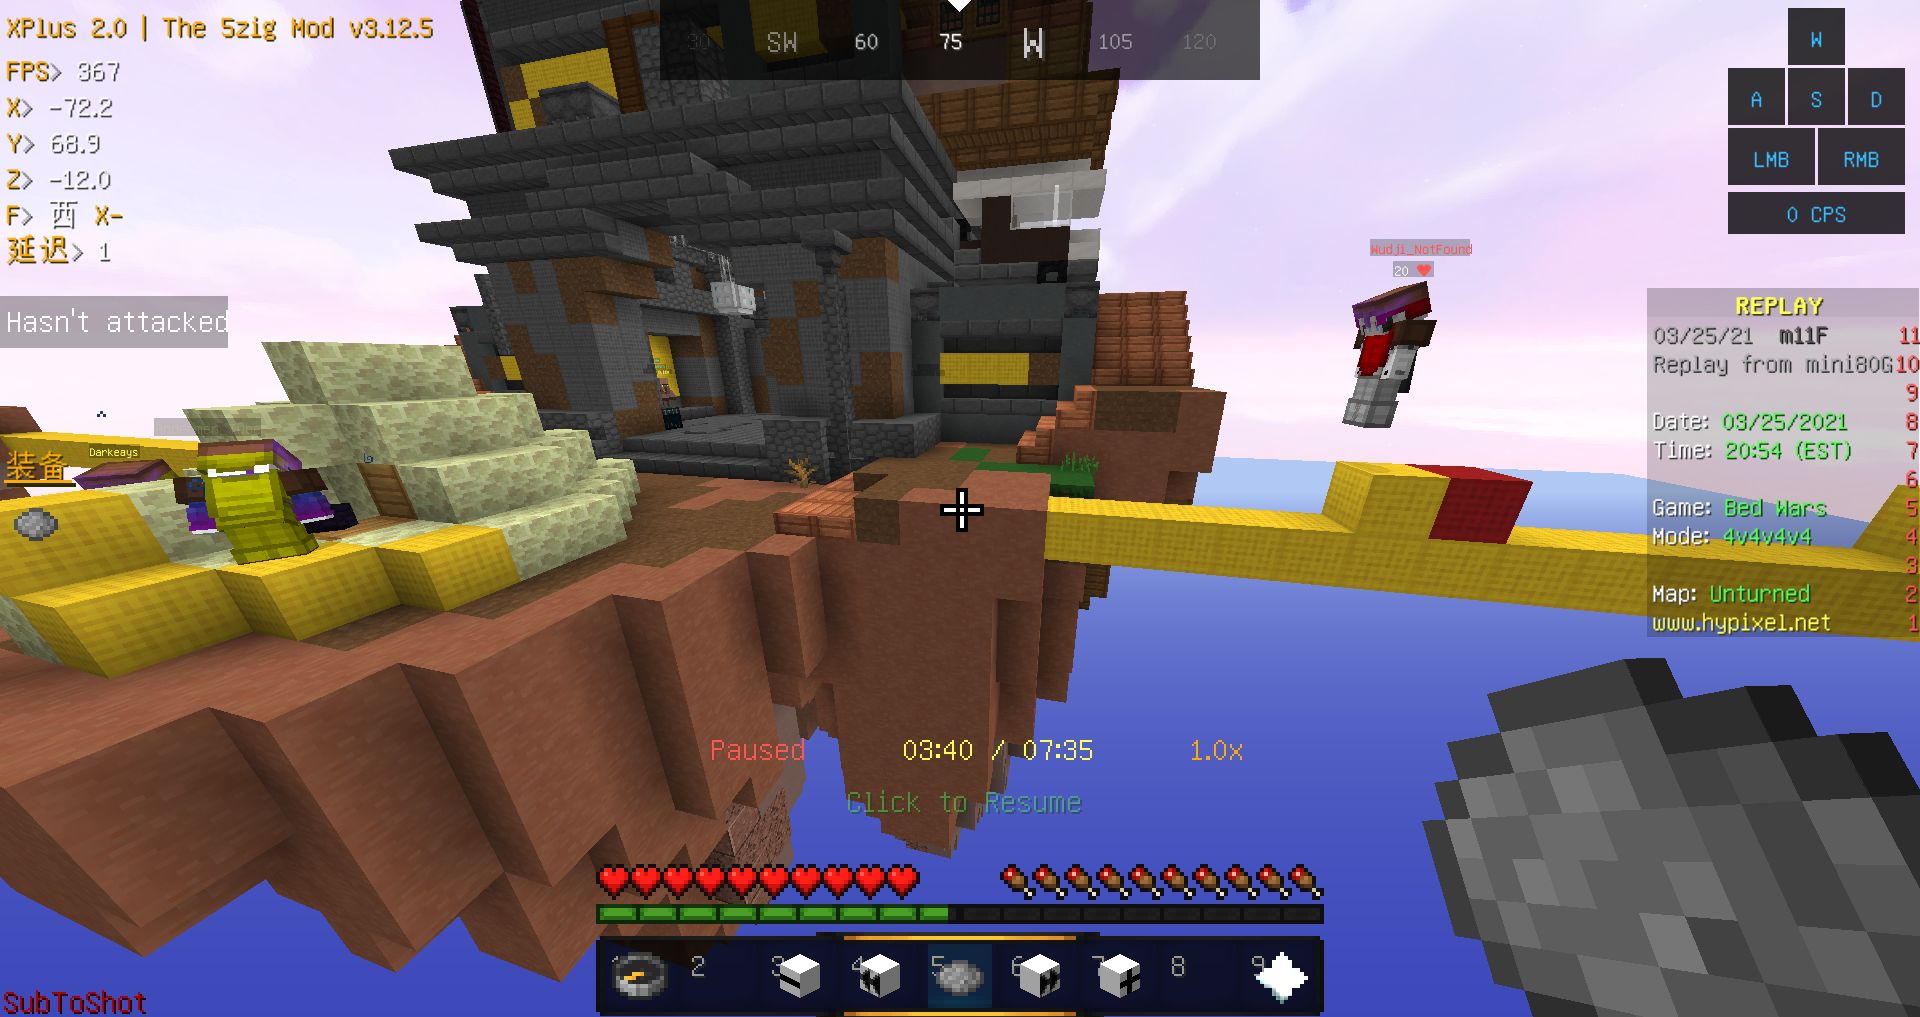 XPlus 2.0 | The 5zig Mod v3.12.5
FPS> 367
X> -72.2
Y> 68.9
Z> -12.0
F> 西 X-
延迟> 1
Hasn't attacked
装备
Darkeays
SubToShot
30 SW 60 75 W 105 120
Wudji_NotFound
20 ❤
W
A S D
LMB RMB
0 CPS
REPLAY
03/25/21 m11F 11
Replay from mini80G 10
9
Date: 03/25/2021 8
Time: 20:54 (EST) 7
6
Game: Bed Wars 5
Mode: 4v4v4v4 4
3
Map: Unturned 2
www.hypixel.net 1
Paused 03:40 / 07:35 1.0x
Click to Resume
2 3 4 5 6 7 8 9